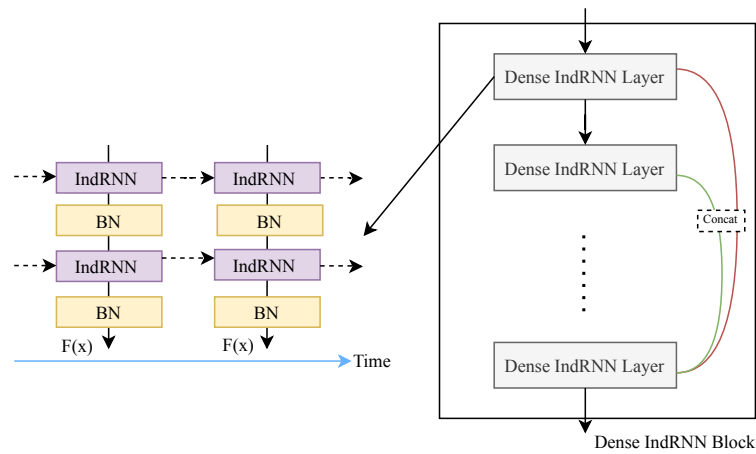 Dense IndRNN Layer
Dense IndRNN Layer
Concat
Dense IndRNN Layer
Dense IndRNN Block
IndRNN IndRNN
BN BN
IndRNN IndRNN
BN BN
F(x) F(x)
Time